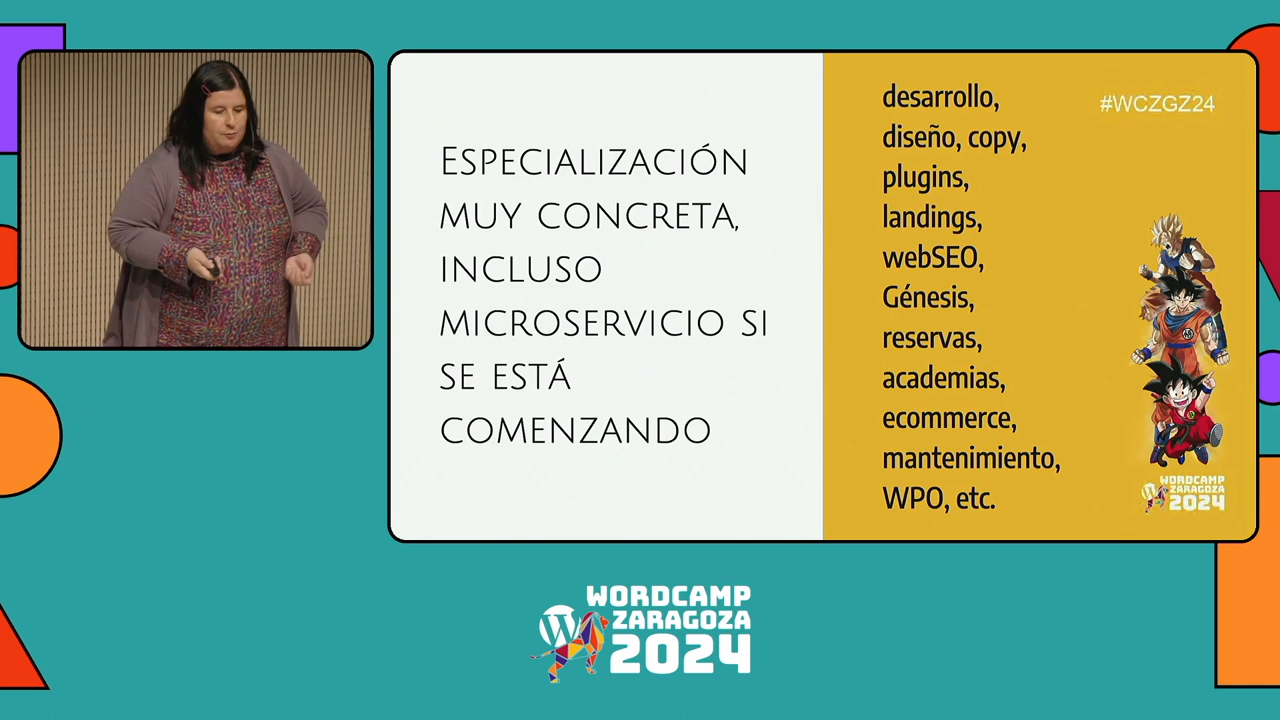 ESPECIALIZACIÓN
MUY CONCRETA,
INCLUSO
MICROSERVICIO SI
SE ESTÁ
COMENZANDO
desarrollo,
diseño, copy,
plugins,
landings,
webSEO,
Génesis,
reservas,
academias,
ecommerce,
mantenimiento,
WPO, etc.
#WCZGZ24
WORDCAMP
ZARAGOZA
2024
WORDCAMP
ZARAGOZA
2024